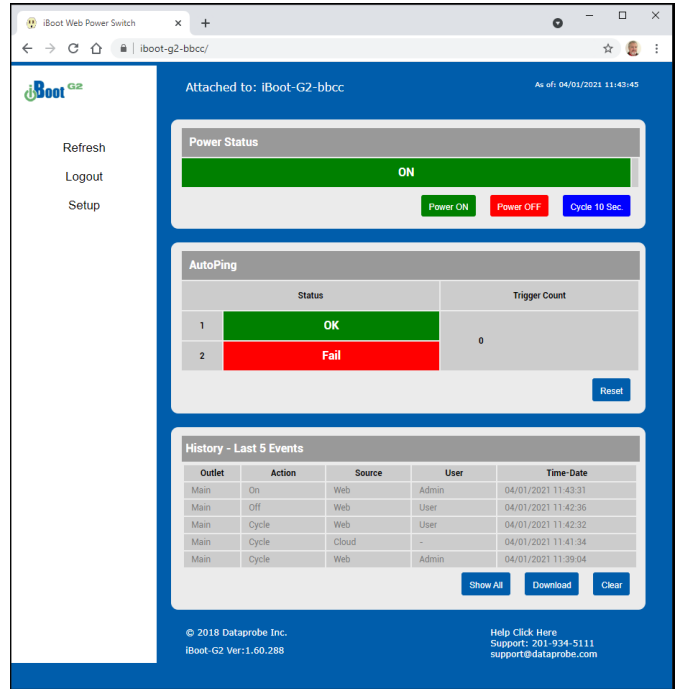 iBoot Web Power Switch
iboot-g2-bbcc/
iBoot G2
Attached to: iBoot-G2-bbcc
As of: 04/01/2021 11:43:45
Refresh
Logout
Setup
Power Status
ON
Power ON Power OFF Cycle 10 Sec.
AutoPing
Status Trigger Count
1 OK 0
2 Fail
Reset
History - Last 5 Events
Outlet Action Source User Time-Date
Main On Web Admin 04/01/2021 11:43:31
Main Off Web User 04/01/2021 11:42:36
Main Cycle Web User 04/01/2021 11:42:32
Main Cycle Cloud - 04/01/2021 11:41:34
Main Cycle Web Admin 04/01/2021 11:39:04
Show All Download Clear
© 2018 Dataprobe Inc.
iBoot-G2 Ver:1.60.288
Help Click Here
Support: 201-934-5111
support@dataprobe.com